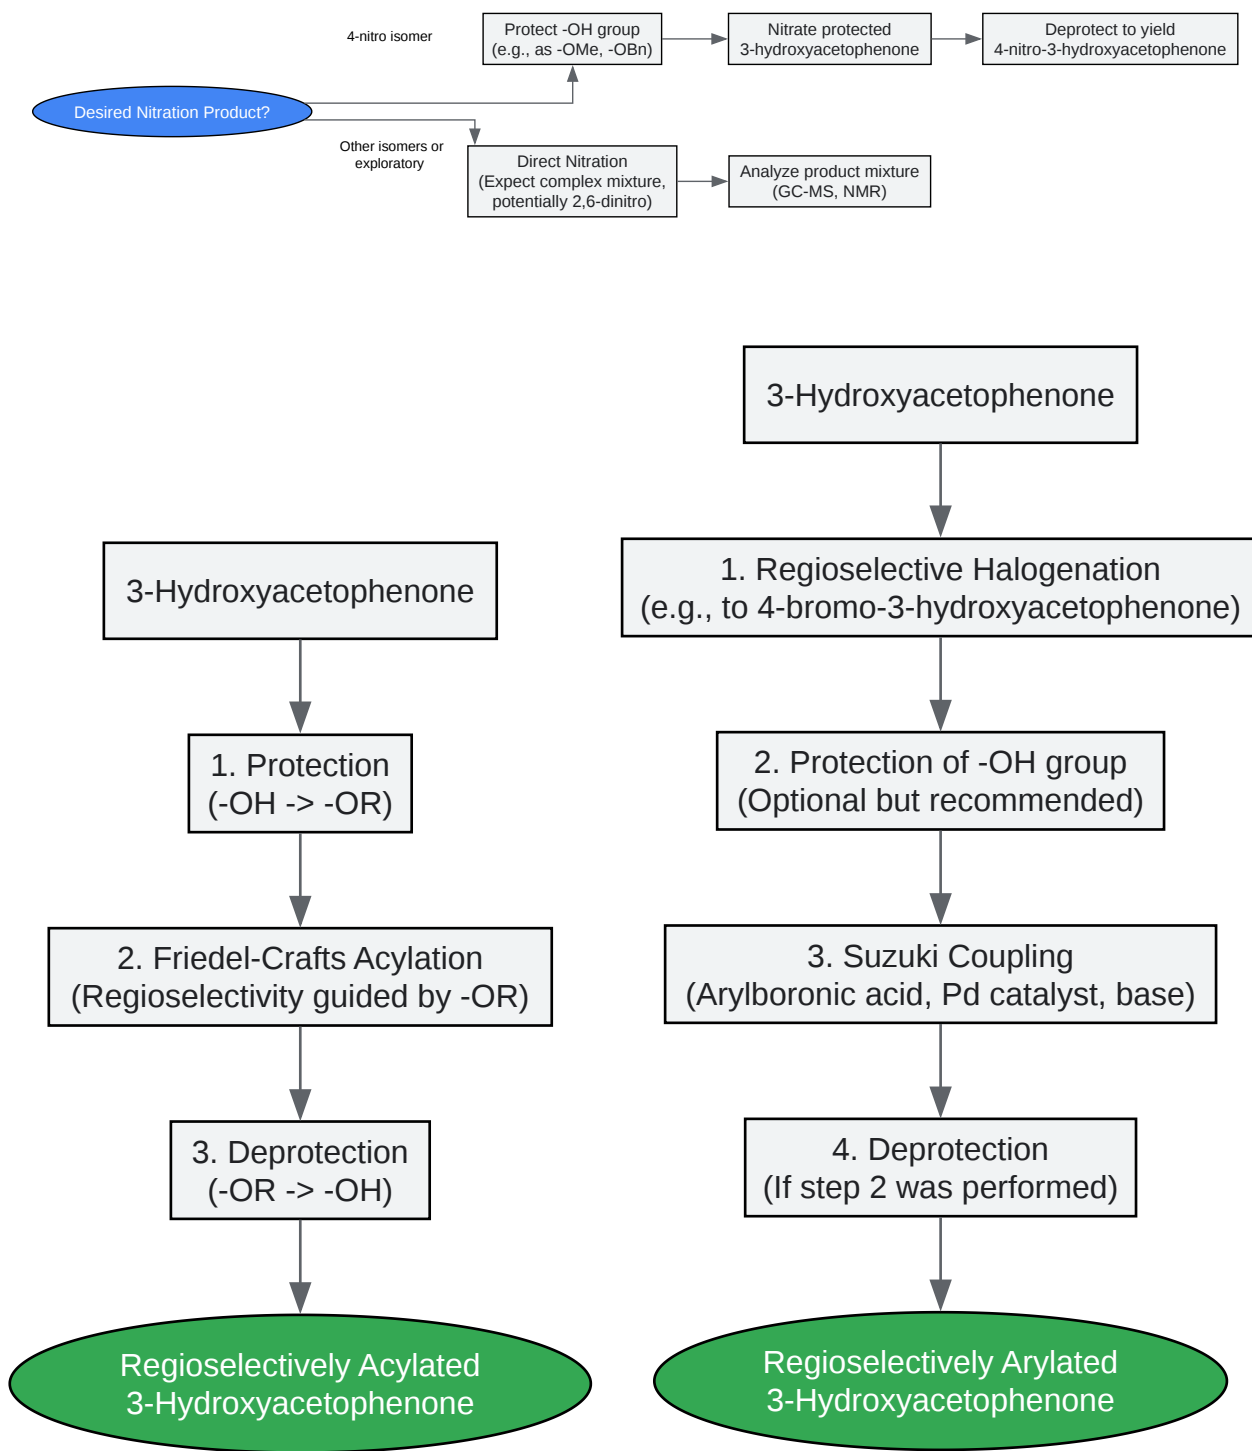 4-nitro isomer
Protect -OH group
(e.g., as -OMe, -OBn)
Nitrate protected
3-hydroxyacetophenone
Deprotect to yield
4-nitro-3-hydroxyacetophenone
Desired Nitration Product?
Other isomers or
exploratory
Direct Nitration
(Expect complex mixture,
potentially 2,6-dinitro)
Analyze product mixture
(GC-MS, NMR)
3-Hydroxyacetophenone
1. Protection
(-OH -> -OR)
2. Friedel-Crafts Acylation
(Regioselectivity guided by -OR)
3. Deprotection
(-OR -> -OH)
Regioselectively Acylated
3-Hydroxyacetophenone
3-Hydroxyacetophenone
1. Regioselective Halogenation
(e.g., to 4-bromo-3-hydroxyacetophenone)
2. Protection of -OH group
(Optional but recommended)
3. Suzuki Coupling
(Arylboronic acid, Pd catalyst, base)
4. Deprotection
(If step 2 was performed)
Regioselectively Arylated
3-Hydroxyacetophenone